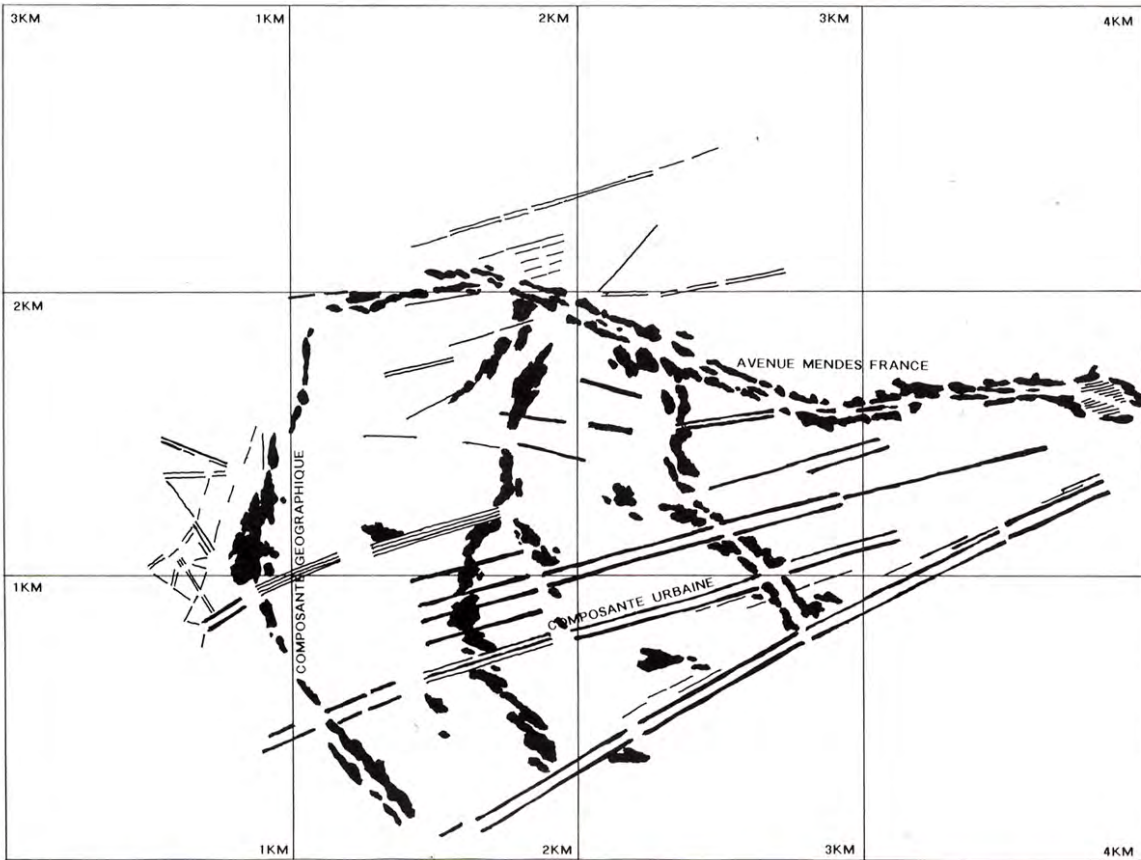 3KM
1KM
2KM
3KM
4KM
2KM
AVENUE MENDES FRANCE
COMPOSANTE GEOGRAPHIQUE
1KM
COMPOSANTE URBAINE
1KM
2KM
3KM
4KM